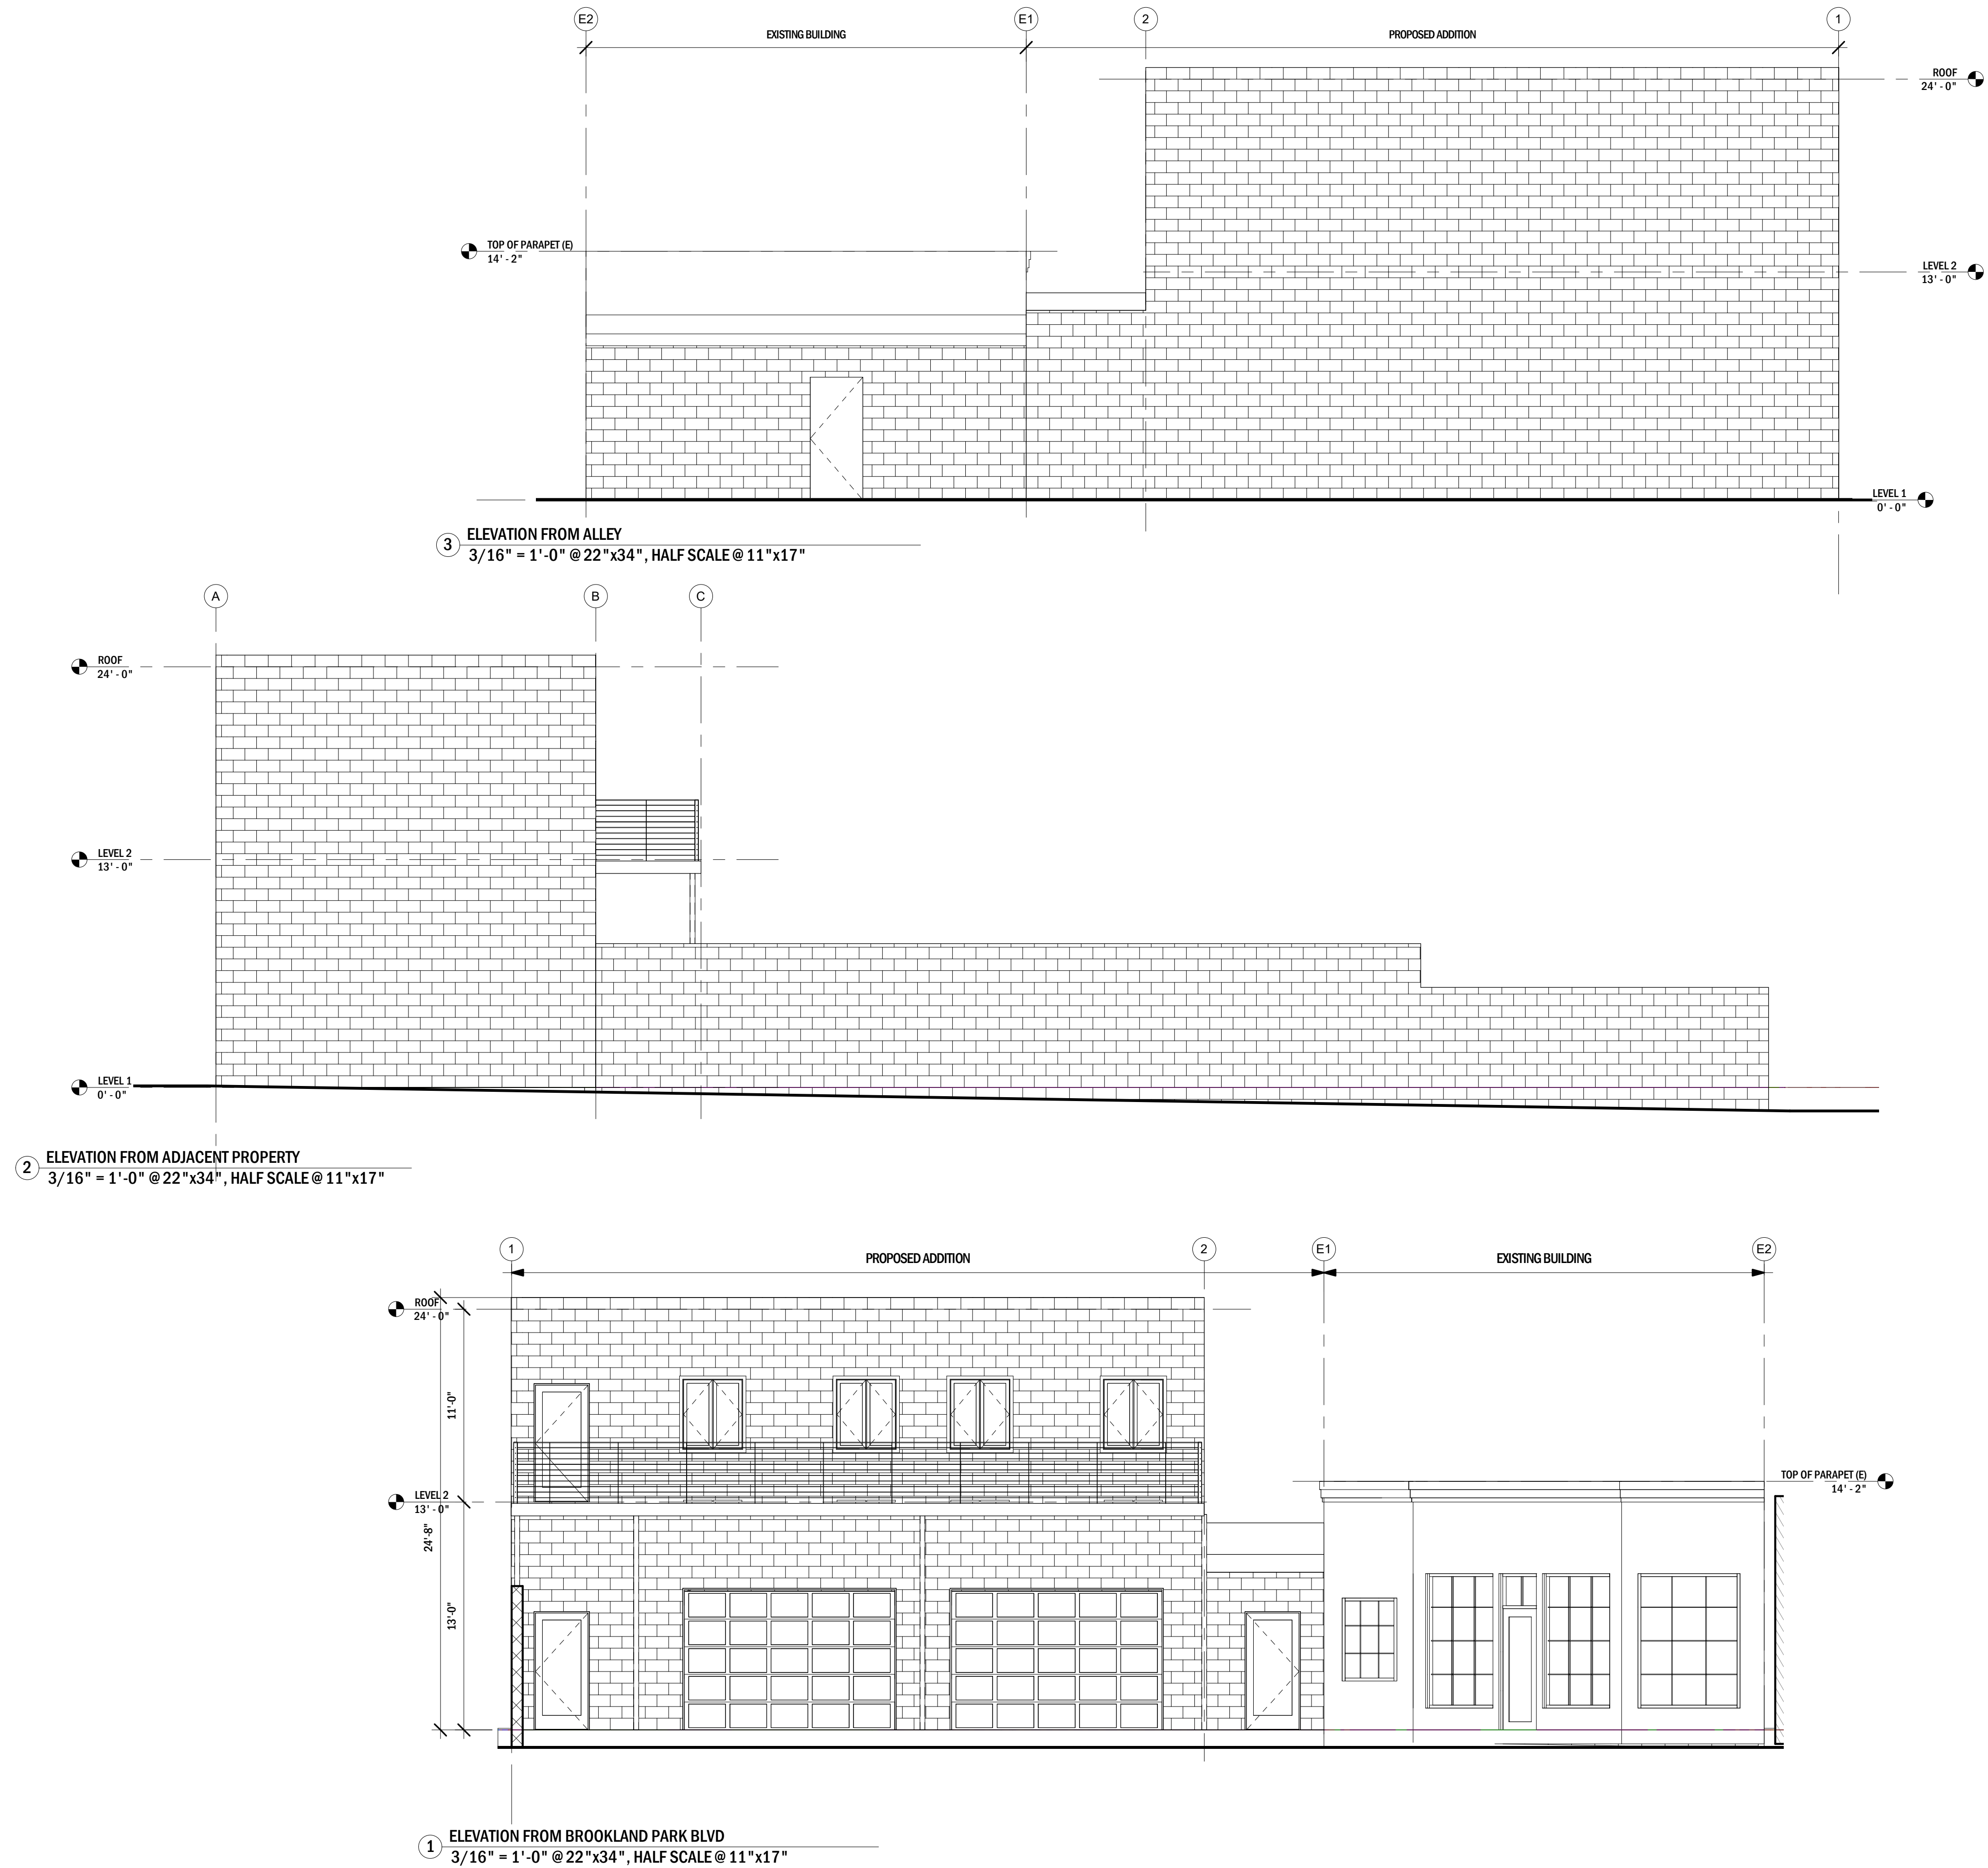 E2
E1
2
1
EXISTING BUILDING
PROPOSED ADDITION
ROOF
24' - 0"
TOP OF PARAPET (E)
14' - 2"
LEVEL 2
13' - 0"
LEVEL 1
0' - 0"
3
ELEVATION FROM ALLEY
3/16" = 1'-0" @ 22"x34", HALF SCALE @ 11"x17"
A
B
C
ROOF
24' - 0"
LEVEL 2
13' - 0"
LEVEL 1
0' - 0"
2
ELEVATION FROM ADJACENT PROPERTY
3/16" = 1'-0" @ 22"x34", HALF SCALE @ 11"x17"
1
2
E1
E2
PROPOSED ADDITION
EXISTING BUILDING
ROOF
24' - 0"
11'-0"
TOP OF PARAPET (E)
14' - 2"
LEVEL 2
13' - 0"
24'-8"
13'-0"
1
ELEVATION FROM BROOKLAND PARK BLVD
3/16" = 1'-0" @ 22"x34", HALF SCALE @ 11"x17"